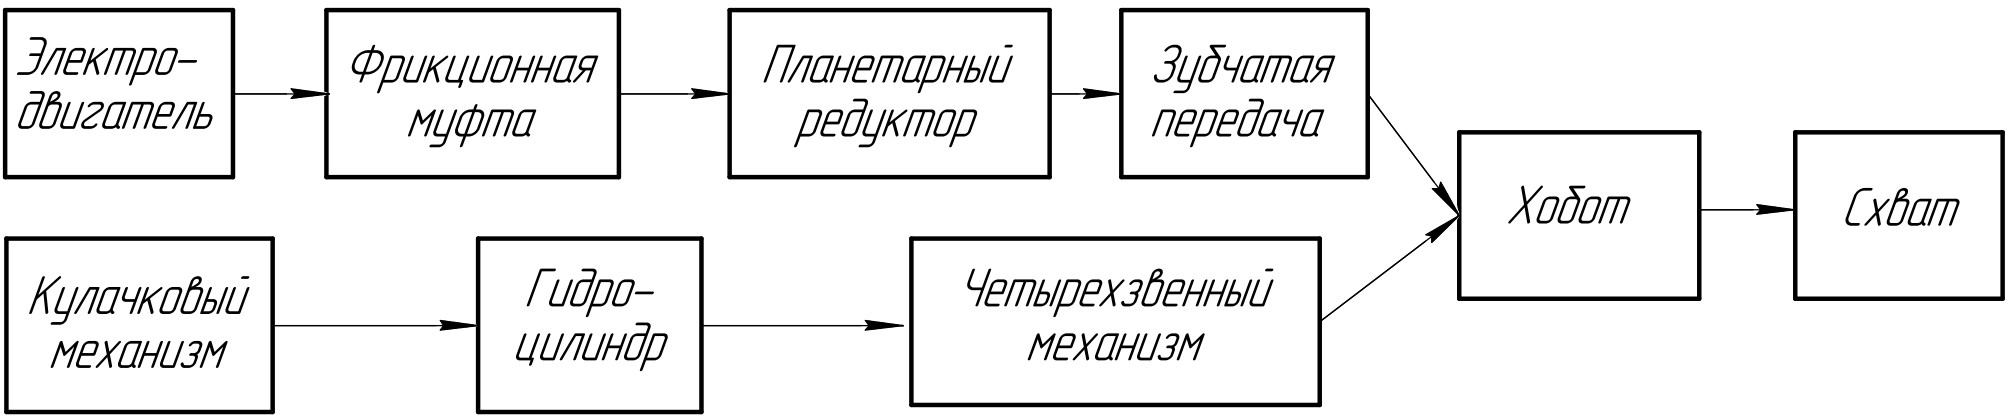 Электро-
двигатель
Фрикционная
муфта
Планетарный
редуктор
Зубчатая
передача
Хобот
Схват
Кулачковый
механизм
Гидро-
цилиндр
Четырехзвенный
механизм